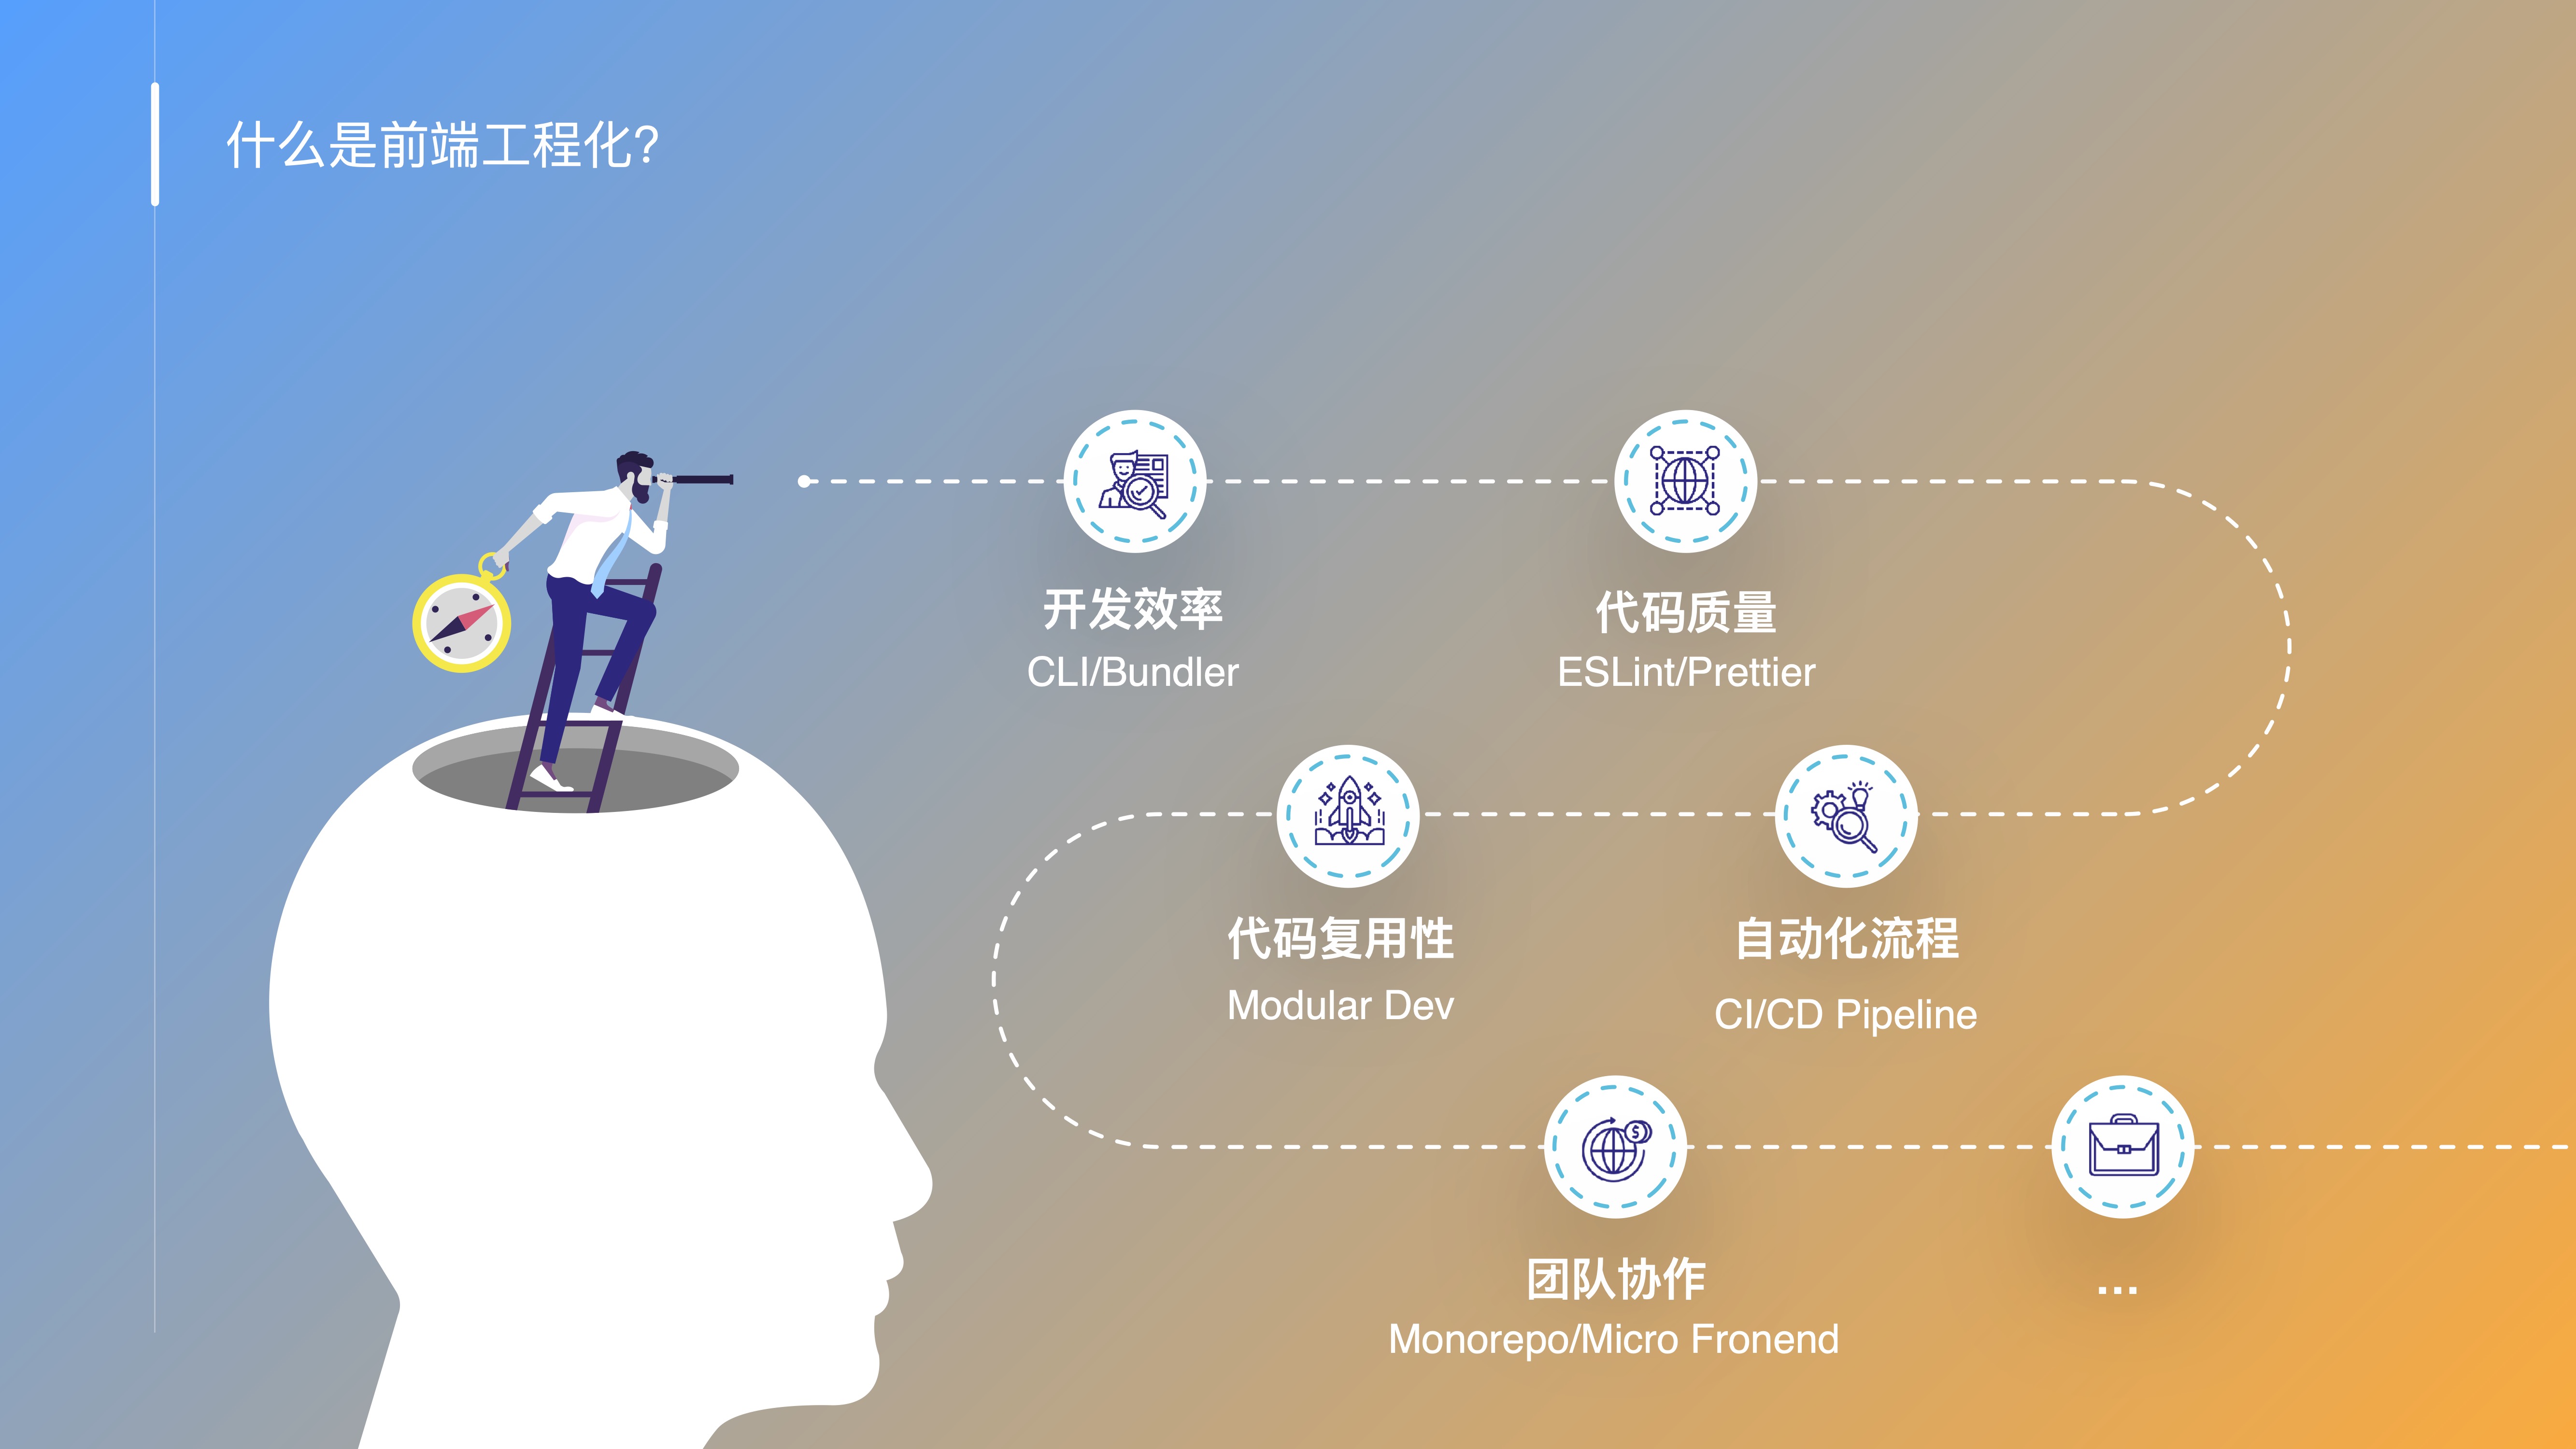 什么是前端工程化?
开发效率
CLI/Bundler
代码质量
ESLint/Prettier
代码复用性
Modular Dev
自动化流程
CI/CD Pipeline
团队协作
Monorepo/Micro Fronend
...